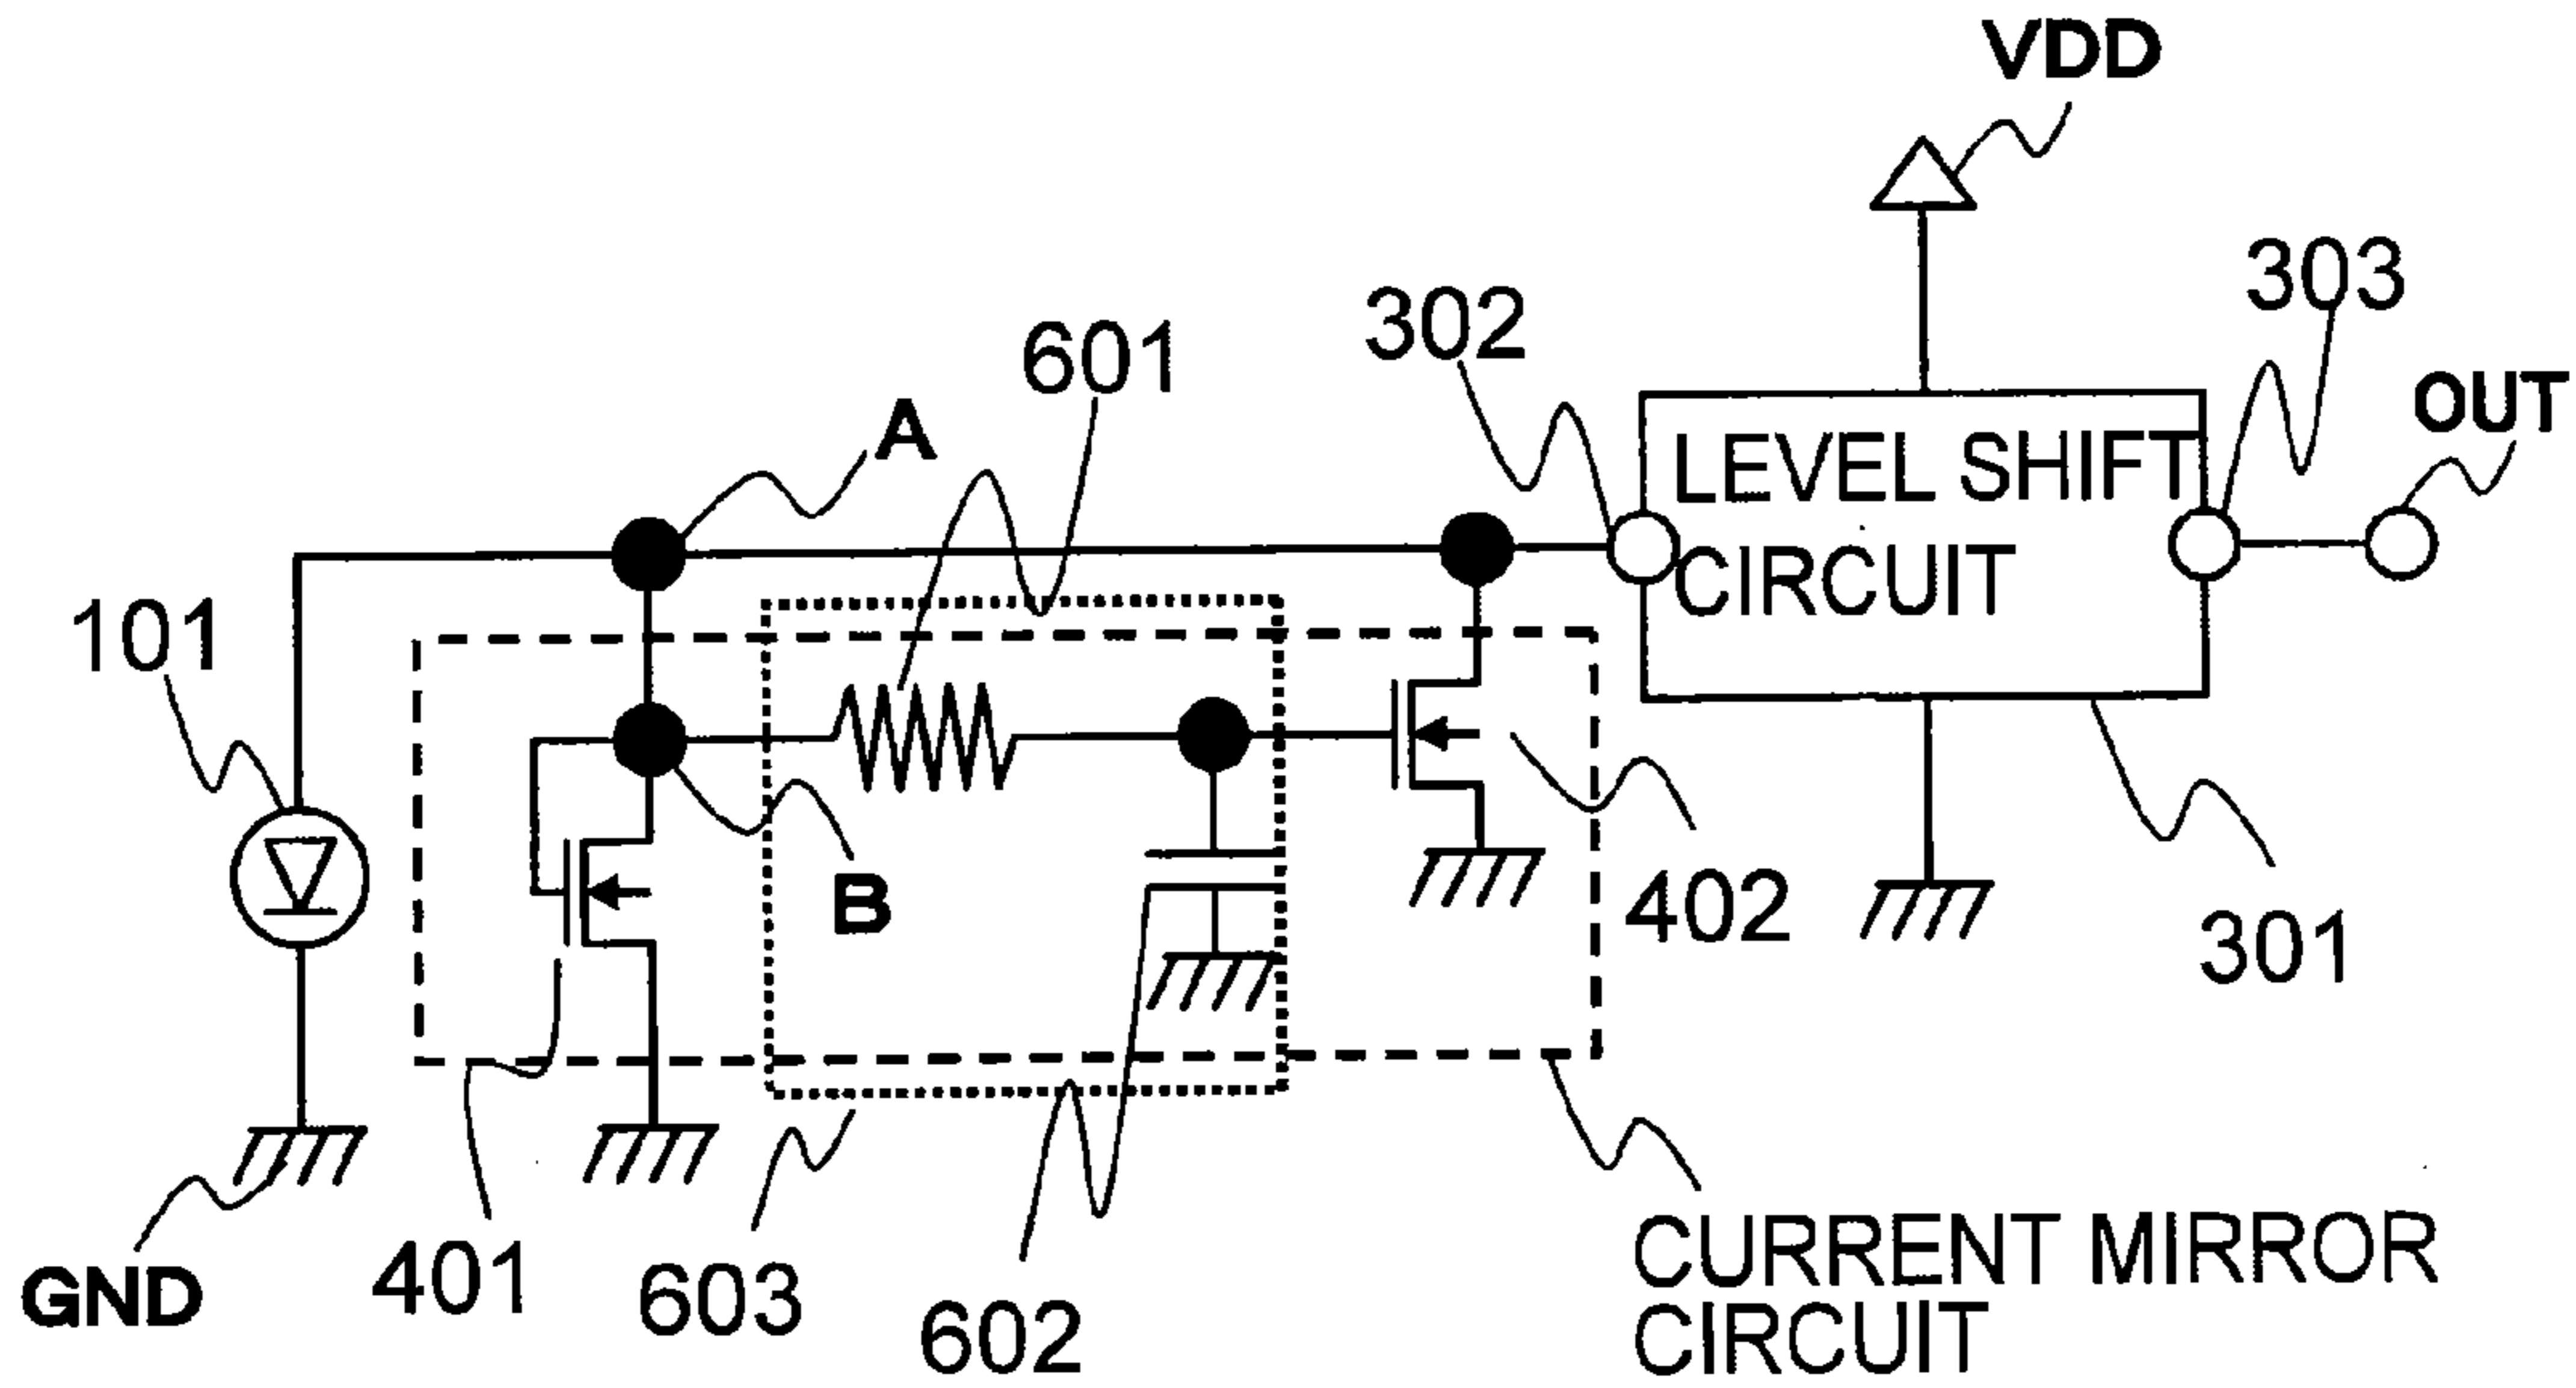 VDD
302
303
601
OUT
A
LEVEL SHIFT
CIRCUIT
101
B
402
301
401
603
602
GND
CURRENT MIRROR
CIRCUIT